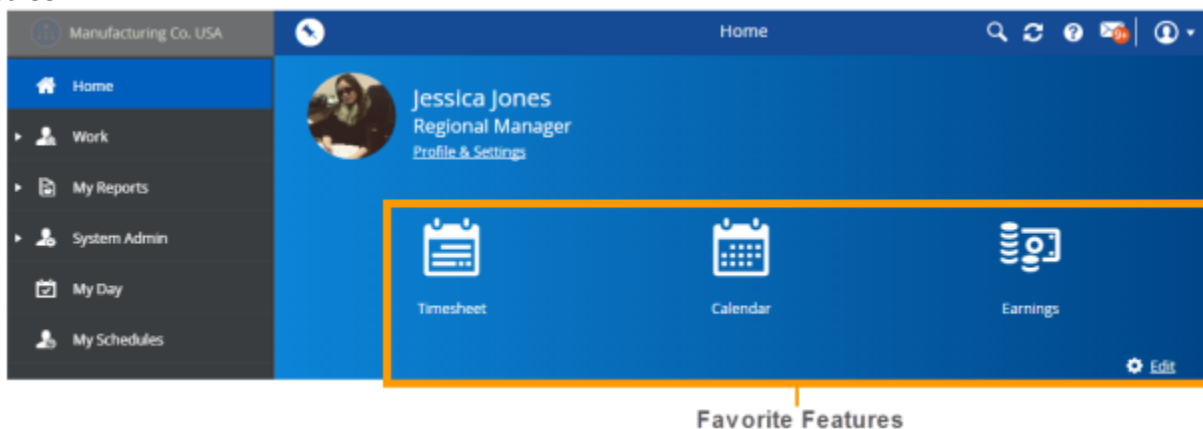 Manufacturing Co. USA
Home
9+
Home
Work
My Reports
System Admin
My Day
My Schedules
Jessica Jones
Regional Manager
Profile & Settings
Timesheet
Calendar
Earnings
Edit
Favorite Features